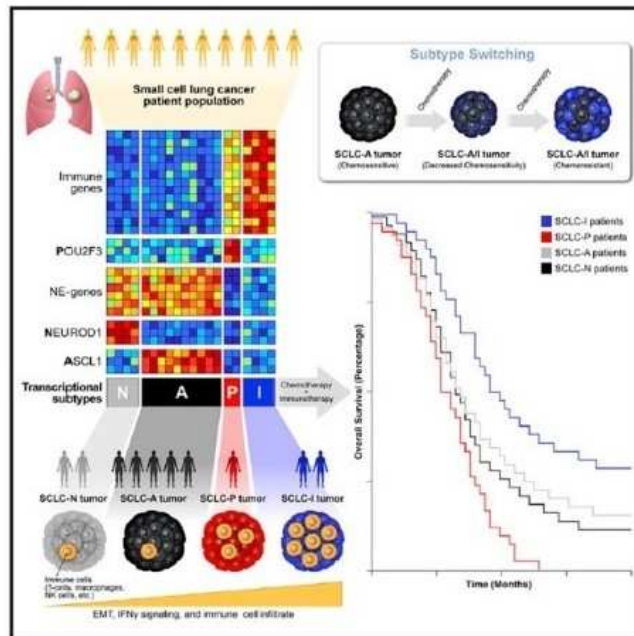 Small cell lung cancer
patient population
Immune
genes
POU2F3
NE-genes
NEUROD1
ASCL1
Transcriptional
subtypes
N
A
P
I
Chemotherapy
+
Immunotherapy
SCLC-N tumor
SCLC-A tumor
SCLC-P tumor
SCLC-I tumor
Immune cells
(T-cells, macrophages,
NK cells, etc.)
EMT, IFNγ signaling, and immune cell infiltrate
Subtype Switching
Chemotherapy
Chemotherapy
SCLC-A tumor
(Chemosensitive)
SCLC-A/I tumor
(Decreased Chemosensitivity)
SCLC-A/I tumor
(Chemoresistant)
SCLC-I patients
SCLC-P patients
SCLC-A patients
SCLC-N patients
Overall Survival (Percentage)
Time (Months)